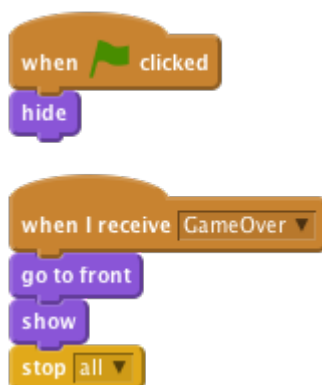 when clicked
hide
when I receive GameOver
go to front
show
stop all